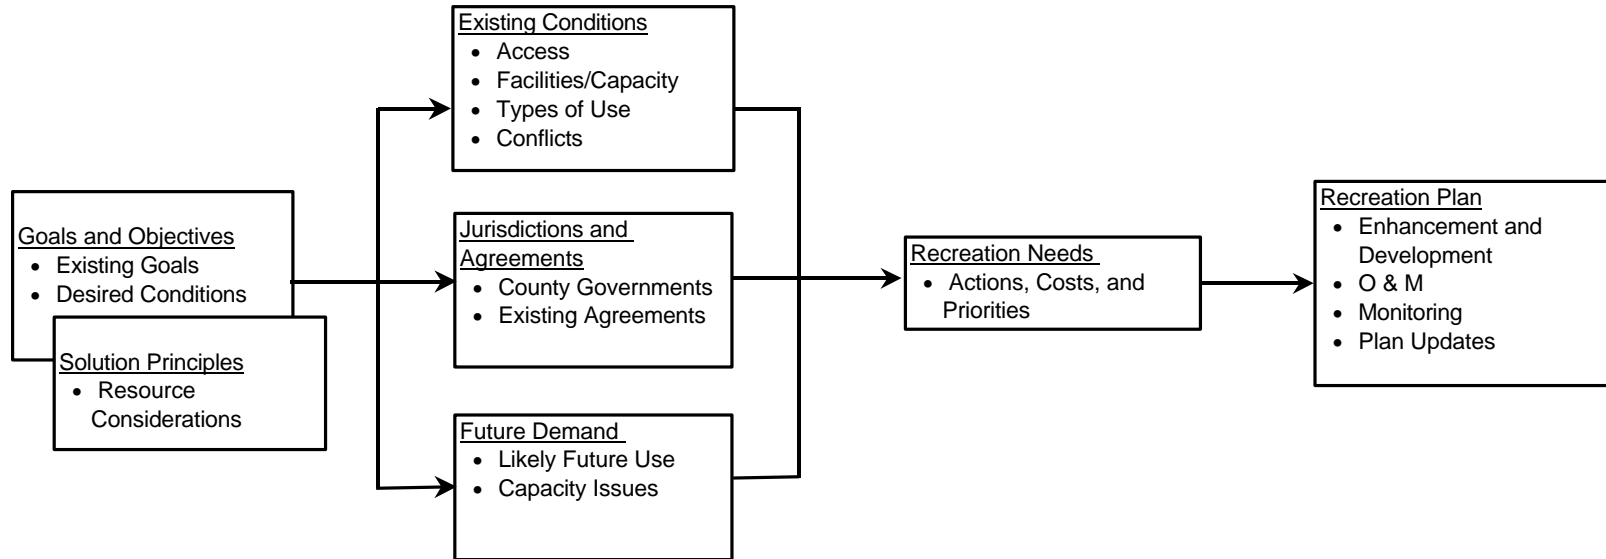 Goals and Objectives
• Existing Goals
• Desired Conditions
Solution Principles
• Resource
Considerations
Existing Conditions
• Access
• Facilities/Capacity
• Types of Use
• Conflicts
Jurisdictions and
Agreements
• County Governments
• Existing Agreements
Future Demand
• Likely Future Use
• Capacity Issues
Recreation Needs
• Actions, Costs, and
Priorities
Recreation Plan
• Enhancement and
Development
• O & M
• Monitoring
• Plan Updates